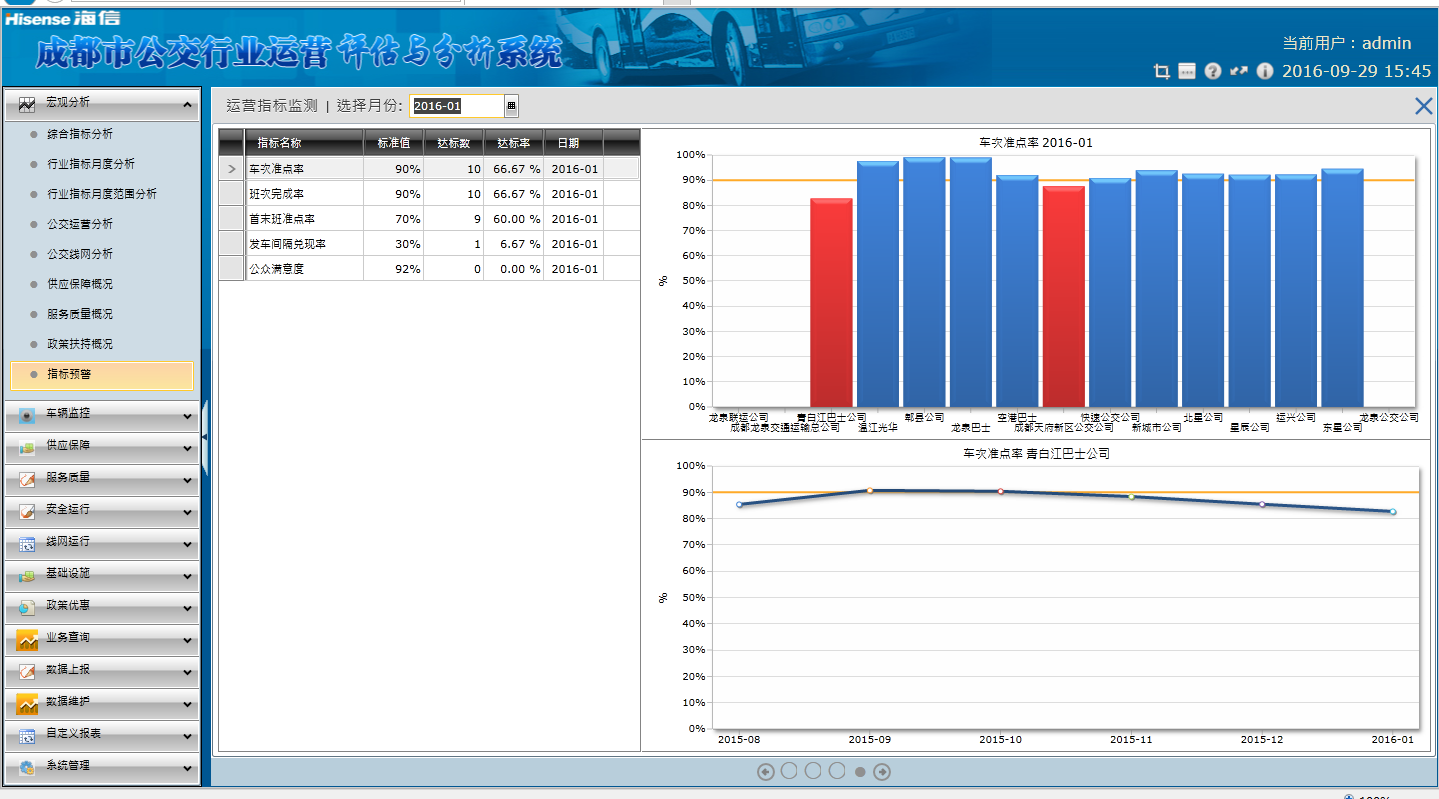 Hisense 海信
成都市公交行业运营评估与分析系统
当前用户：admin
2016-09-29 15:45
宏观分析
综合指标分析
行业指标月度分析
行业指标月度范围分析
公交运营分析
公交线网分析
供应保障概况
服务质量概况
政策扶持概况
指标预警
车辆监控
供应保障
服务质量
安全运行
线网运行
基础设施
政策优惠
业务查询
数据上报
数据维护
自定义报表
系统管理
运营指标监测 | 选择月份: 2016-01
指标名称 标准值 达标数 达标率 日期
> 车次准点率 90% 10 66.67 % 2016-01
班次完成率 90% 10 66.67 % 2016-01
首末班准点率 70% 9 60.00 % 2016-01
发车间隔兑现率 30% 1 6.67 % 2016-01
公众满意度 92% 0 0.00 % 2016-01
车次准点率 2016-01
100%
90%
80%
70%
60%
50%
40%
30%
20%
10%
0%
%
龙泉联运公司 青白江巴士公司 郫县公司 空港巴士 快速公交公司 北星公司 运兴公司 龙泉公交公司
成都龙泉交通运输总公司 温江光华 龙泉巴士 成都天府新区公交公司 新城市公司 星辰公司 东星公司
车次准点率 青白江巴士公司
100%
90%
80%
70%
60%
50%
40%
30%
20%
10%
0%
%
2015-08 2015-09 2015-10 2015-11 2015-12 2016-01